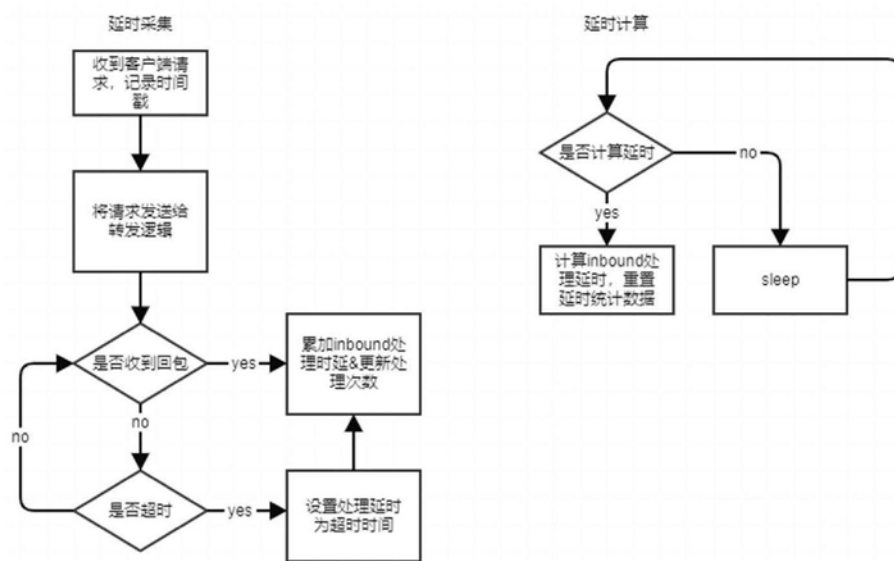 延时采集
收到客户端请
求，记录时间
戳
将请求发送给
转发逻辑
是否收到回包
yes
累加inbound处
理时延&更新处
理次数
no
no
是否超时
yes
设置处理延时
为超时时间
延时计算
是否计算延时
no
yes
计算inbound处
理延时，重置
延时统计数据
sleep